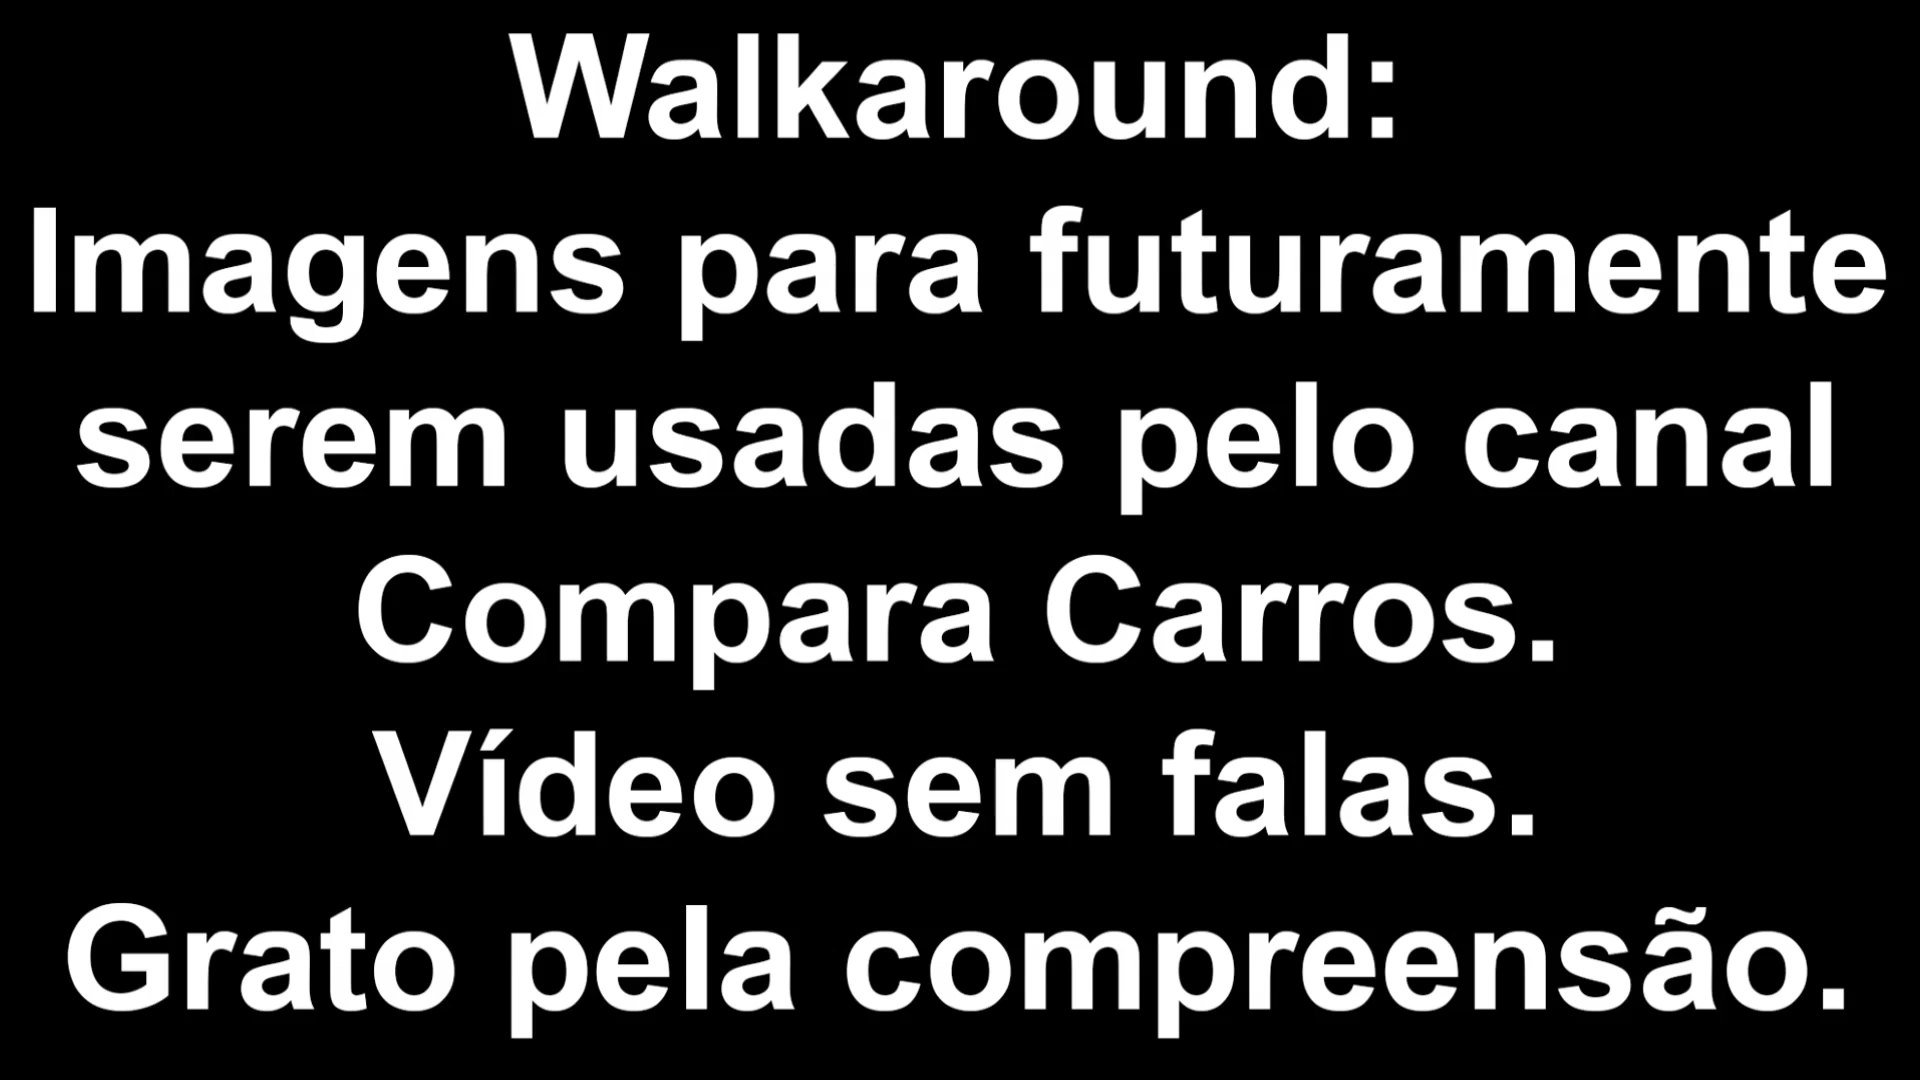 Walkaround:
Imagens para futuramente
serem usadas pelo canal
Compara Carros.
Vídeo sem falas.
Grato pela compreensão.